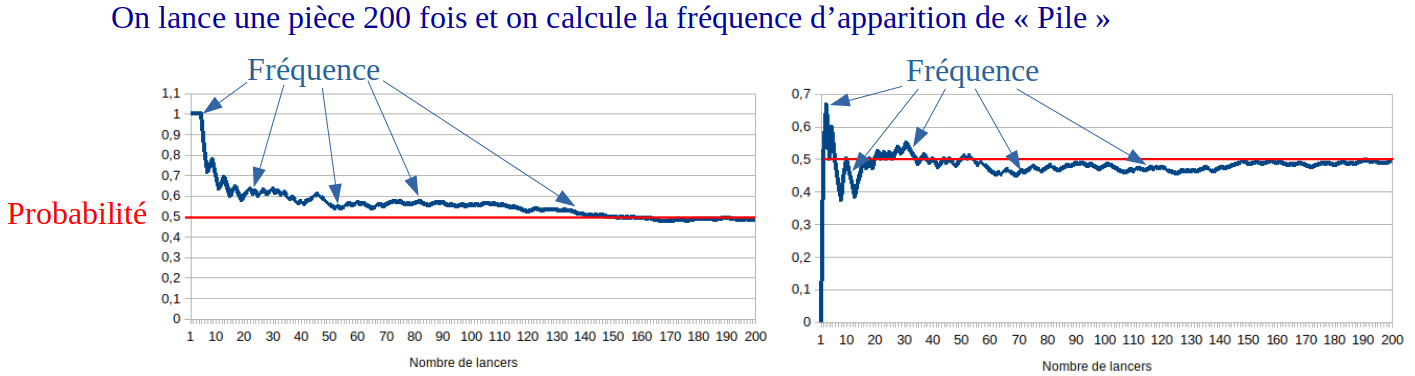 On lance une pièce 200 fois et on calcule la fréquence d’apparition de « Pile »
Fréquence
Probabilité
1,1
1
0,9
0,8
0,7
0,6
0,5
0,4
0,3
0,2
0,1
0
1 10 20 30 40 50 60 70 80 90 100 110 120 130 140 150 160 170 180 190 200
Nombre de lancers
Fréquence
0,7
0,6
0,5
0,4
0,3
0,2
0,1
0
1 10 20 30 40 50 60 70 80 90 100 110 120 130 140 150 160 170 180 190 200
Nombre de lancers